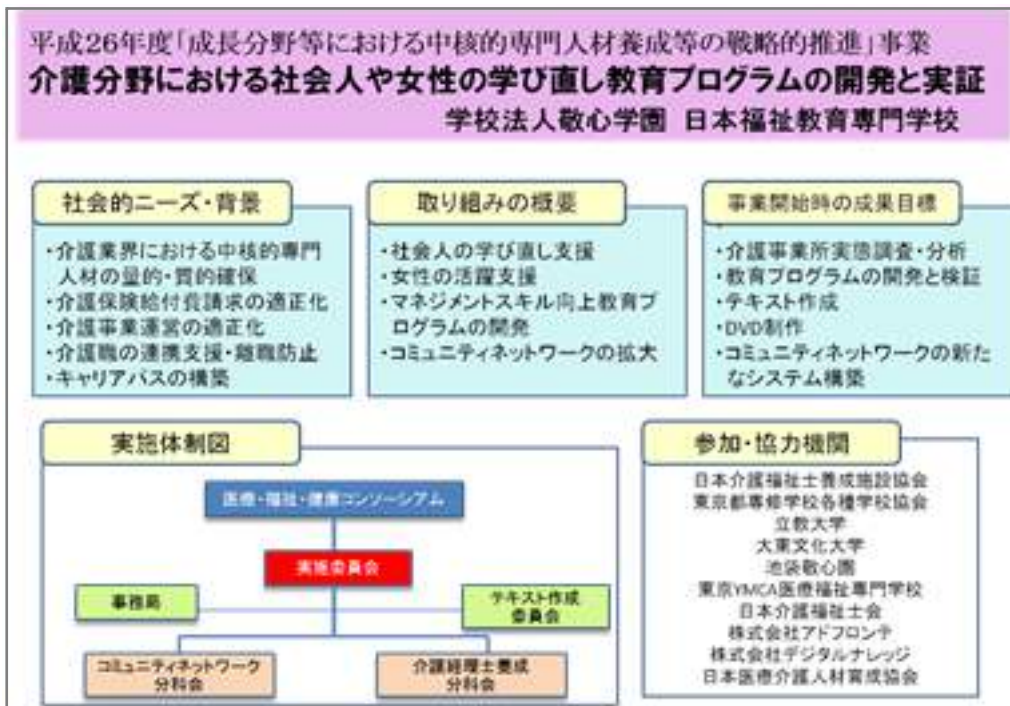 平成26年度「成長分野等における中核的専門人材養成等の戦略的推進」事業
介護分野における社会人や女性の学び直し教育プログラムの開発と実証
学校法人敬心学園 日本福祉教育専門学校
社会的ニーズ・背景
・介護業界における中核的専門
人材の量的・質的確保
・介護保険給付費請求の適正化
・介護事業運営の適正化
・介護職の連携支援・離職防止
・キャリアパスの構築
取り組みの概要
・社会人の学び直し支援
・女性の活躍支援
・マネジメントスキル向上教育プ
ログラムの開発
・コミュニティネットワークの拡大
事業開始時の成果目標
・介護事業所実態調査・分析
・教育プログラムの開発と検証
・テキスト作成
・DVD制作
・コミュニティネットワークの新た
なシステム構築
実施体制図
医療・福祉・健康コンソーシアム
実施委員会
事務局
テキスト作成
委員会
コミュニティネットワーク
分科会
介護経理士養成
分科会
参加・協力機関
日本介護福祉士養成施設協会
東京都専修学校各種学校協会
立教大学
大東文化大学
池袋敬心園
東京YMCA医療福祉専門学校
日本介護福祉士会
株式会社アドフロンテ
株式会社デジタルナレッジ
日本医療介護人材育成協会